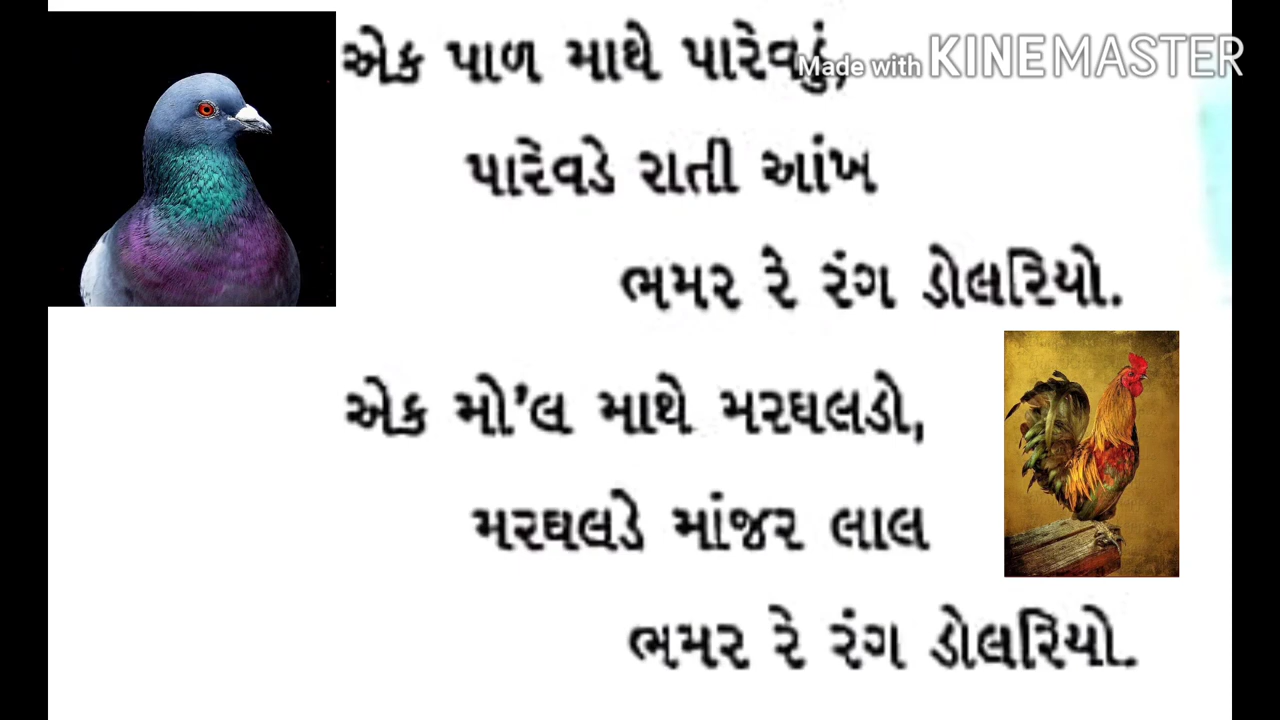 એક પાળ માથે પારેવડું,
Made with KINEMASTER
પારેવડે રાતી આંખ
ભમર રે રંગ ડોલરિયો.
એક મો'લ માથે મરઘલડો,
મરઘલડે માંજર લાલ
ભમર રે રંગ ડોલરિયો.